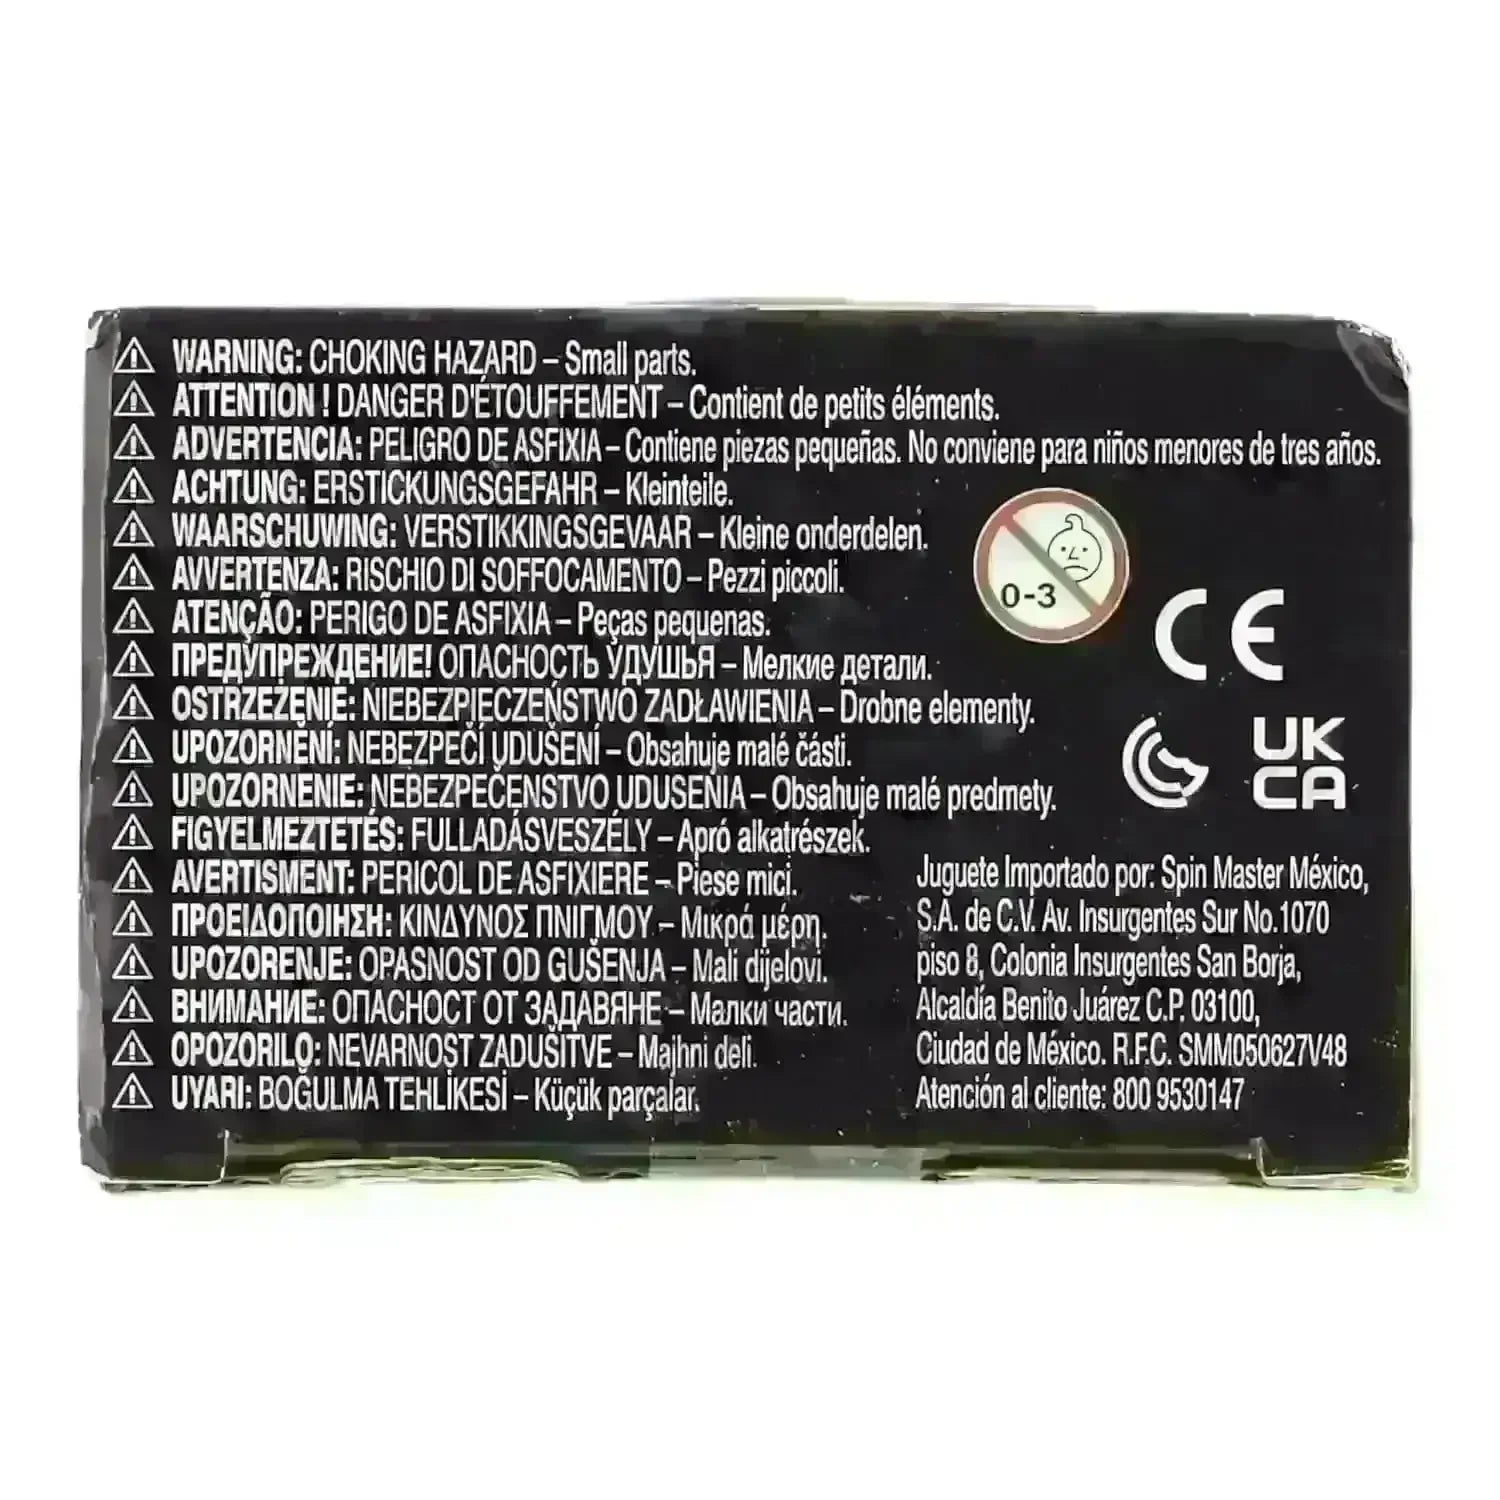 WARNING: CHOKING HAZARD – Small parts.
ATTENTION ! DANGER D'ÉTOUFFEMENT – Contient de petits éléments.
ADVERTENCIA: PELIGRO DE ASFIXIA – Contiene piezas pequeñas. No conviene para niños menores de tres años.
ACHTUNG: ERSTICKUNGSGEFAHR – Kleinteile.
WAARSCHUWING: VERSTIKKINGSGEVAAR – Kleine onderdelen.
AVVERTENZA: RISCHIO DI SOFFOCAMENTO – Pezzi piccoli.
ATENÇÃO: PERIGO DE ASFIXIA – Peças pequenas.
ПРЕДУПРЕЖДЕНИЕ! ОПАСНОСТЬ УДУШЬЯ – Мелкие детали.
OSTRZEŻENIE: NIEBEZPIECZEŃSTWO ZADŁAWIENIA – Drobne elementy.
UPOZORNĚNÍ: NEBEZPEČÍ UDUŠENÍ – Obsahuje malé části.
UPOZORNENIE: NEBEZPEČENSTVO UDUSENIA – Obsahuje malé predmety.
FIGYELMEZTETÉS: FULLADÁSVESZÉLY – Apró alkatrészek.
AVERTISMENT: PERICOL DE ASFIXIERE – Piese mici.
ΠΡΟΕΙΔΟΠΟΙΗΣΗ: ΚΙΝΔΥΝΟΣ ΠΝΙΓΜΟΥ – Μικρά μέρη.
UPOZORENJE: OPASNOST OD GUŠENJA – Mali dijelovi.
ВНИМАНИЕ: ОПАСНОСТ ОТ ЗАДАВЯНЕ – Малки части.
OPOZORILO: NEVARNOST ZADUŠITVE – Majhni deli.
UYARI: BOĞULMA TEHLİKESİ – Küçük parçalar.
0-3
CE
UK
CA
Juguete Importado por: Spin Master México,
S.A. de C.V. Av. Insurgentes Sur No.1070
piso 8, Colonia Insurgentes San Borja,
Alcaldía Benito Juárez C.P. 03100,
Ciudad de México. R.F.C. SMM050627V48
Atención al cliente: 800 9530147